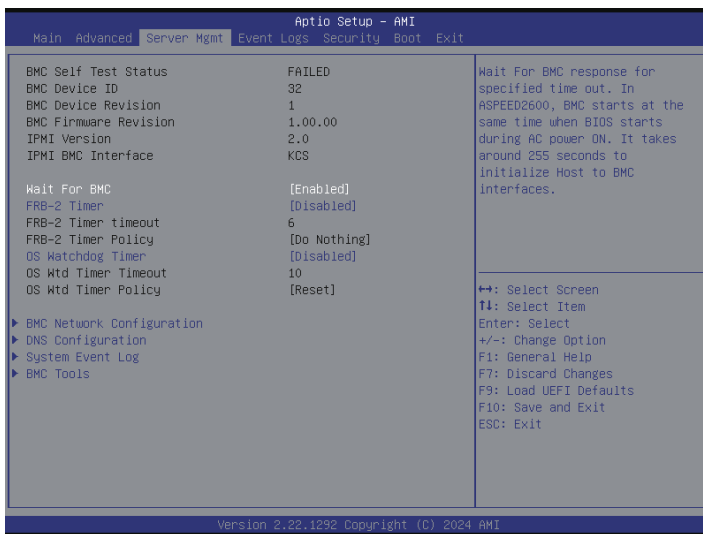 Aptio Setup – AMI
Main Advanced Server Mgmt Event Logs Security Boot Exit
BMC Self Test Status FAILED
BMC Device ID 32
BMC Device Revision 1
BMC Firmware Revision 1.00.00
IPMI Version 2.0
IPMI BMC Interface KCS
Wait For BMC [Enabled]
FRB-2 Timer [Disabled]
FRB-2 Timer timeout 6
FRB-2 Timer Policy [Do Nothing]
OS Watchdog Timer [Disabled]
OS Wtd Timer Timeout 10
OS Wtd Timer Policy [Reset]
▶ BMC Network Configuration
▶ DNS Configuration
▶ System Event Log
▶ BMC Tools
Wait For BMC response for
specified time out. In
ASPEED2600, BMC starts at the
same time when BIOS starts
during AC power ON. It takes
around 255 seconds to
initialize Host to BMC
interfaces.
↔: Select Screen
↑↓: Select Item
Enter: Select
+/-: Change Option
F1: General Help
F7: Discard Changes
F9: Load UEFI Defaults
F10: Save and Exit
ESC: Exit
Version 2.22.1292 Copyright (C) 2024 AMI